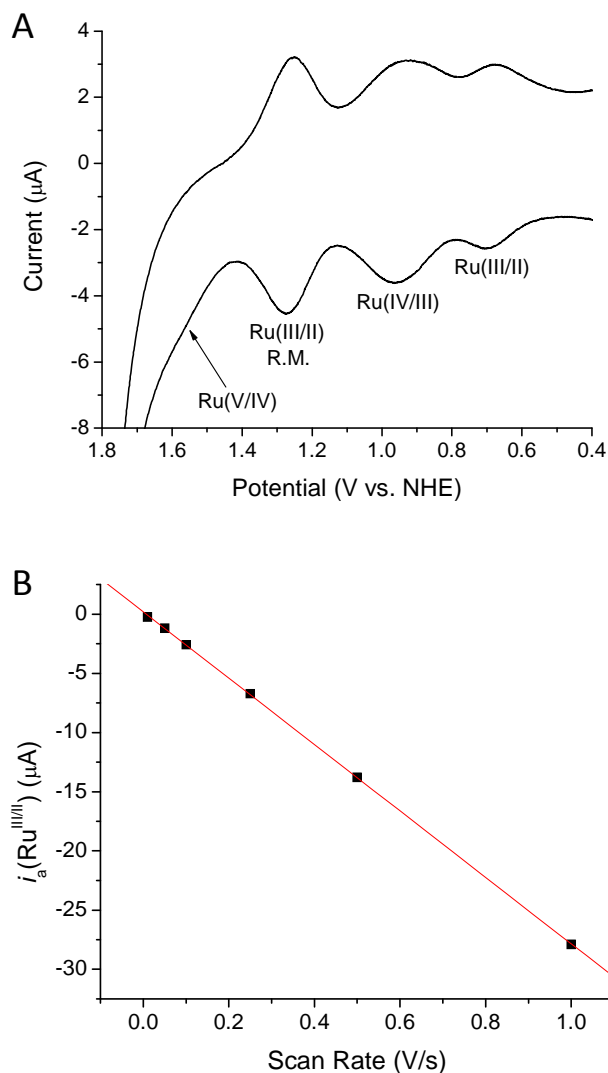 A
4
2
0
-2
-4
-6
-8
Current (μA)
Ru(III/II)
Ru(IV/III)
Ru(III/II)
R.M.
Ru(V/IV)
1.8 1.6 1.4 1.2 1.0 0.8 0.6 0.4
Potential (V vs. NHE)
B
0
-5
-10
-15
-20
-25
-30
i_a(Ru^III/II) (μA)
0.0 0.2 0.4 0.6 0.8 1.0
Scan Rate (V/s)